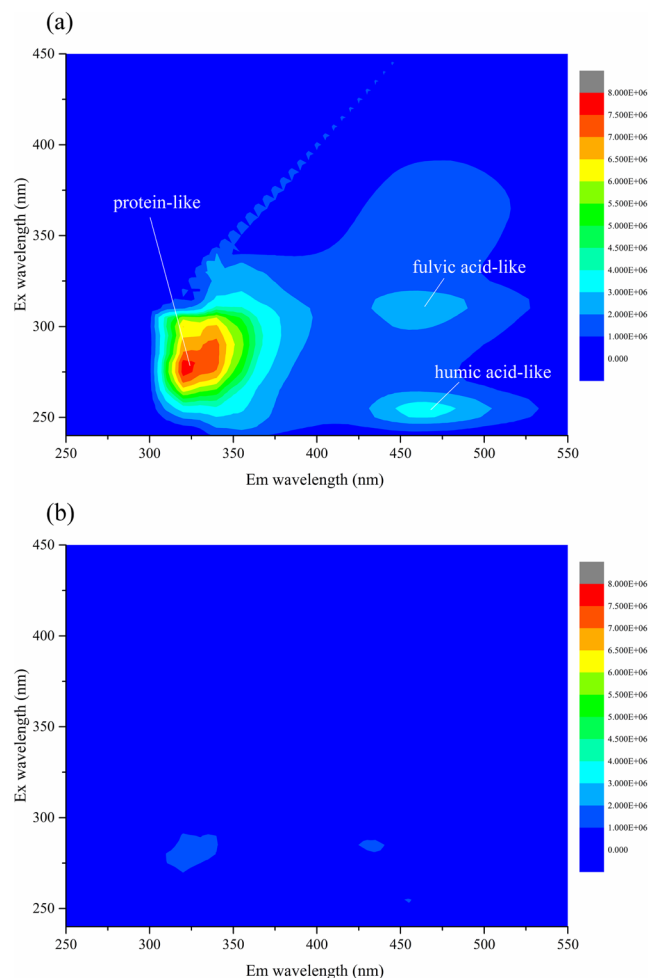 (a)
450
400
350
300
250
Ex wavelength (nm)
protein-like
fulvic acid-like
humic acid-like
250 300 350 400 450 500 550
Em wavelength (nm)
8.000E+06
7.500E+06
7.000E+06
6.500E+06
6.000E+06
5.500E+06
5.000E+06
4.500E+06
4.000E+06
3.000E+06
2.000E+06
1.000E+06
0.000
(b)
450
400
350
300
250
Ex wavelength (nm)
250 300 350 400 450 500 550
Em wavelength (nm)
8.000E+06
7.500E+06
7.000E+06
6.500E+06
6.000E+06
5.500E+06
5.000E+06
4.500E+06
4.000E+06
3.000E+06
2.000E+06
1.000E+06
0.000